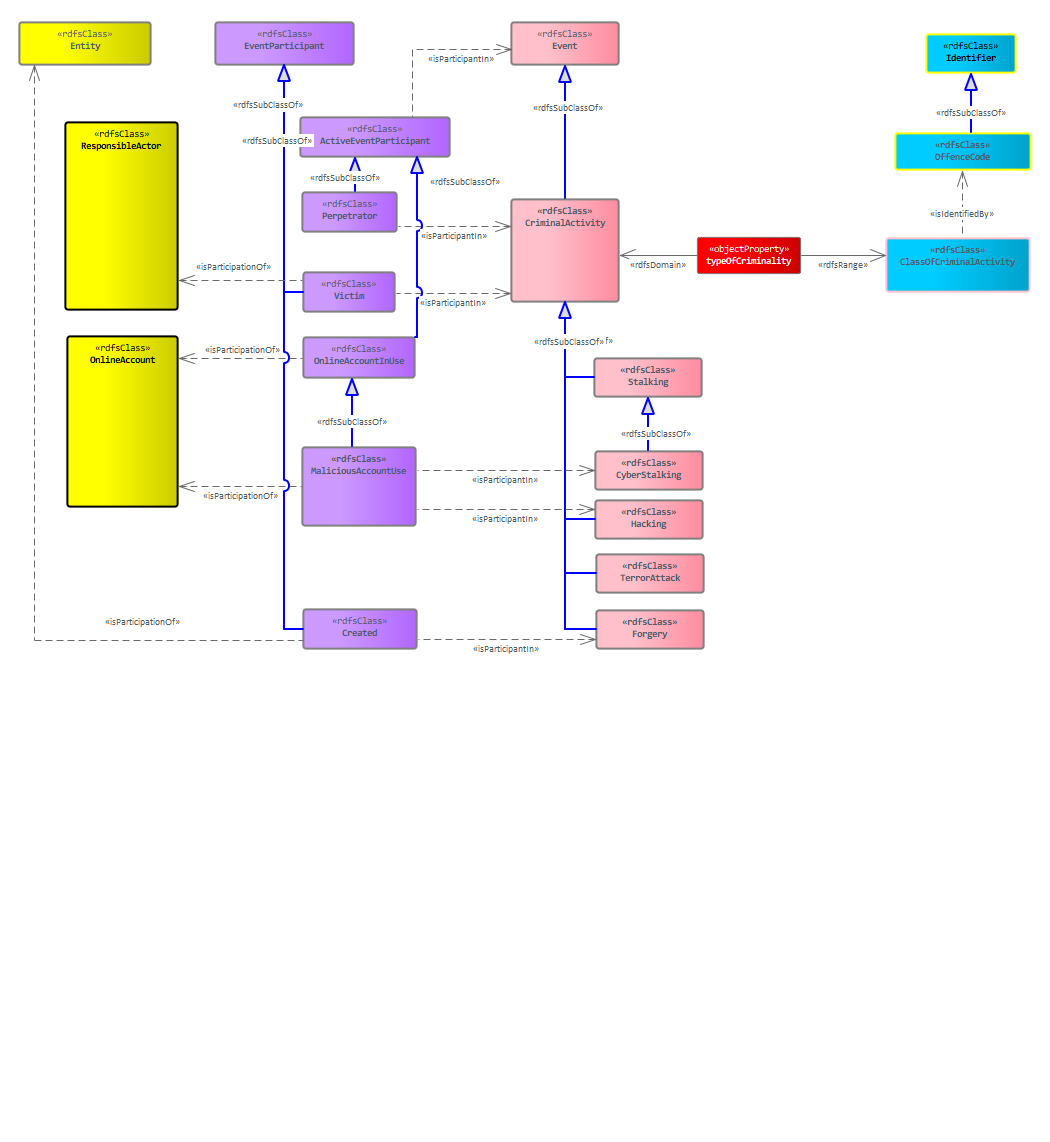 «rdfsClass»
Entity
«rdfsClass»
EventParticipant
«rdfsClass»
Event
«rdfsClass»
Identifier
«isParticipantIn»
«rdfsSubClassOf»
«rdfsSubClassOf»
«rdfsSubClassOf»
«rdfsClass»
ResponsibleActor
«rdfsSubClassOf»
«rdfsClass»
ActiveEventParticipant
«rdfsClass»
OffenceCode
«rdfsSubClassOf»
«rdfsSubClassOf»
«rdfsClass»
Perpetrator
«rdfsClass»
CriminalActivity
«isIdentifiedBy»
«isParticipantIn»
«objectProperty»
typeOfCriminality
«rdfsClass»
ClassOfCriminalActivity
«rdfsDomain»
«rdfsRange»
«isParticipationOf»
«rdfsClass»
Victim
«isParticipantIn»
«rdfsClass»
OnlineAccount
«isParticipationOf»
«rdfsClass»
OnlineAccountInUse
«rdfsSubClassOf»f»
«rdfsClass»
Stalking
«rdfsSubClassOf»
«rdfsSubClassOf»
«rdfsClass»
MaliciousAccountUse
«rdfsClass»
CyberStalking
«isParticipantIn»
«isParticipationOf»
«isParticipantIn»
«rdfsClass»
Hacking
«rdfsClass»
TerrorAttack
«isParticipationOf»
«rdfsClass»
Created
«isParticipantIn»
«rdfsClass»
Forgery